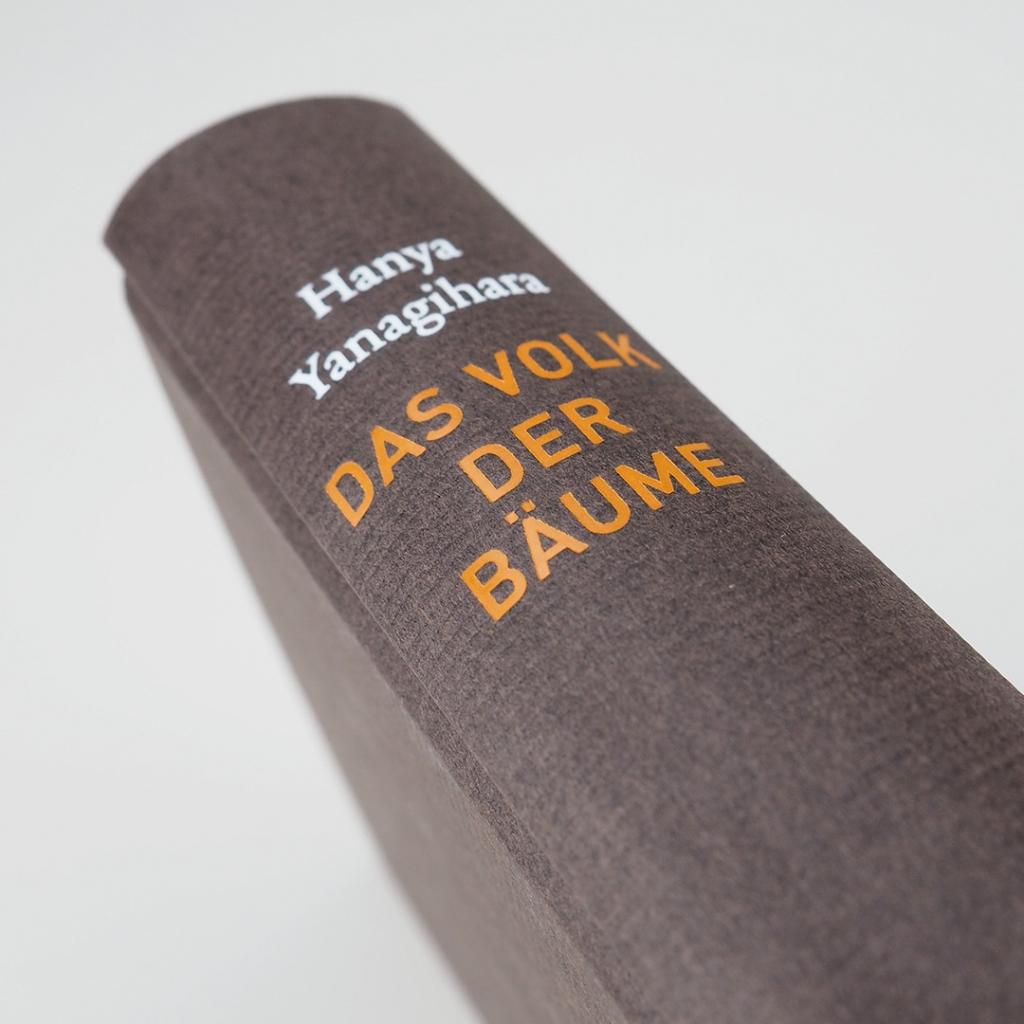 Hanya
Yanagihara
DAS VOLK
DER
BÄUME